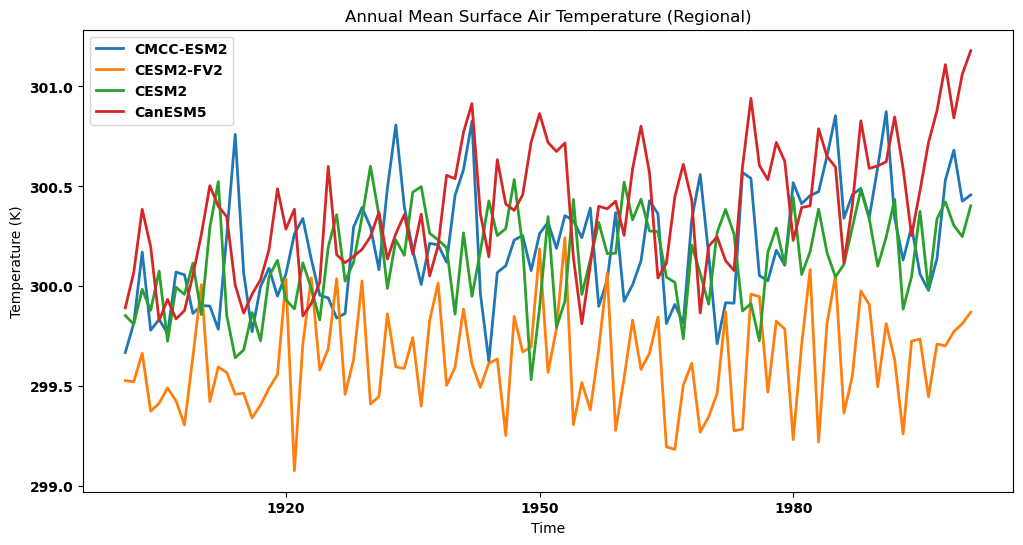 Annual Mean Surface Air Temperature (Regional)
CMCC-ESM2
CESM2-FV2
CESM2
CanESM5
Temperature (K)
301.0
300.5
300.0
299.5
299.0
1920
1950
1980
Time